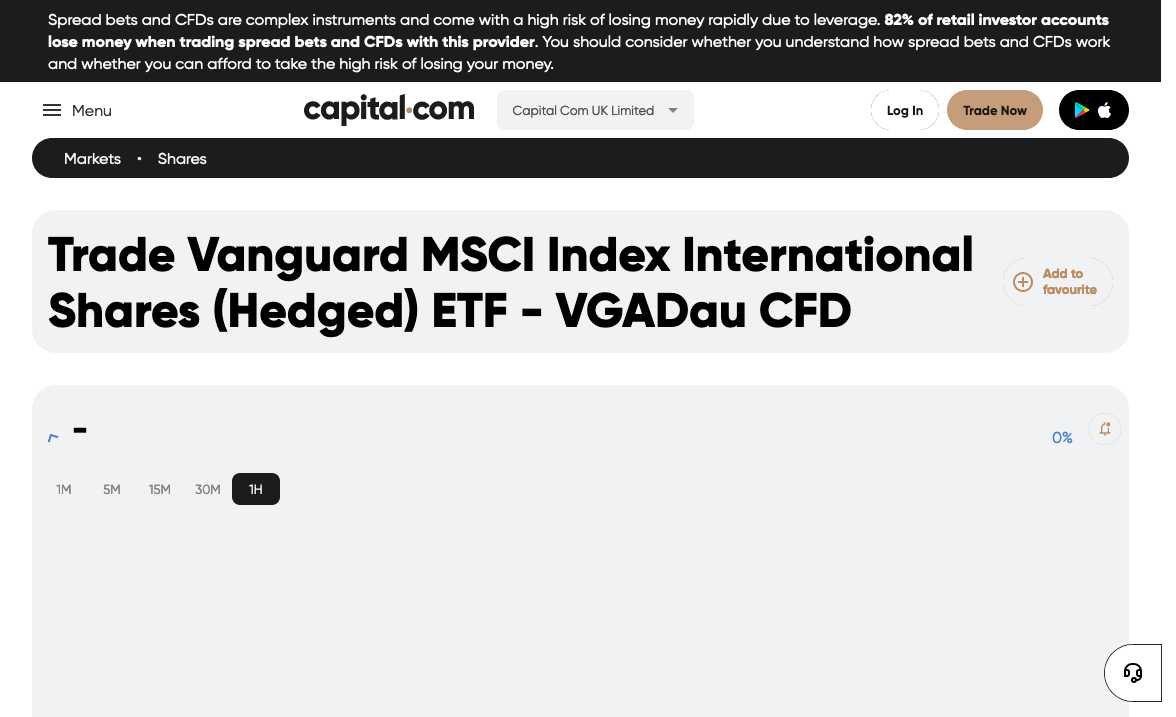 Spread bets and CFDs are complex instruments and come with a high risk of losing money rapidly due to leverage. 82% of retail investor accounts
lose money when trading spread bets and CFDs with this provider. You should consider whether you understand how spread bets and CFDs work
and whether you can afford to take the high risk of losing your money.
Menu
capital.com
Capital Com UK Limited
Log In
Trade Now
Markets • Shares
Trade Vanguard MSCI Index International
Shares (Hedged) ETF - VGADau CFD
Add to
favourite
-
0%
1M 5M 15M 30M 1H